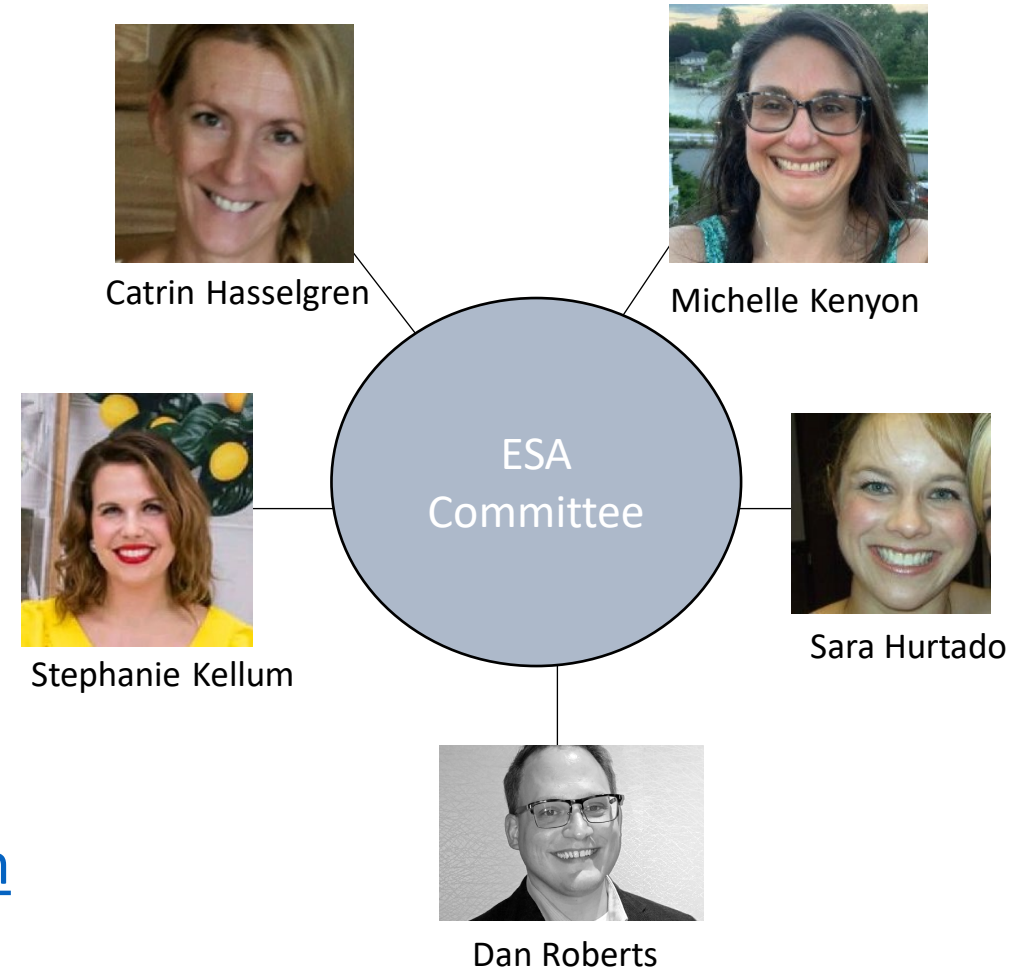 Catrin Hasselgren
Michelle Kenyon
ESA
Committee
Stephanie Kellum
Sara Hurtado
Dan Roberts